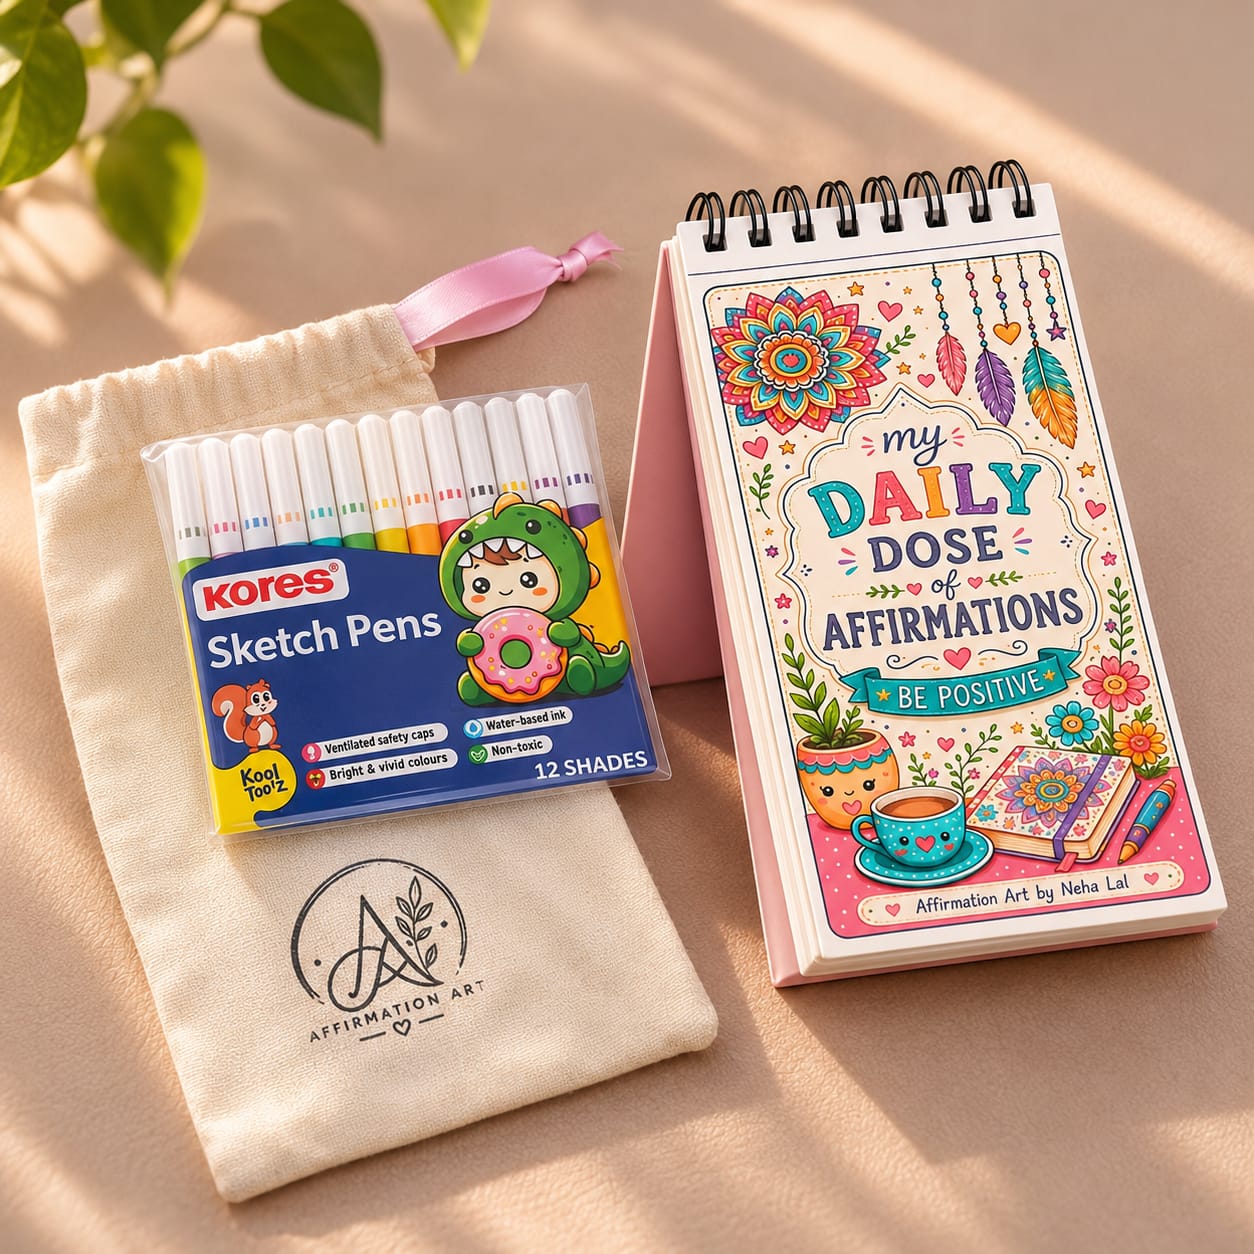 KORES®
Sketch Pens
Ventilated safety caps
Water-based ink
Bright & vivid colours
Non-toxic
12 SHADES
Kool
Too'z
A
AFFIRMATION ART
my
DAILY
DOSE
of
AFFIRMATIONS
BE POSITIVE
Affirmation Art by Neha Lal